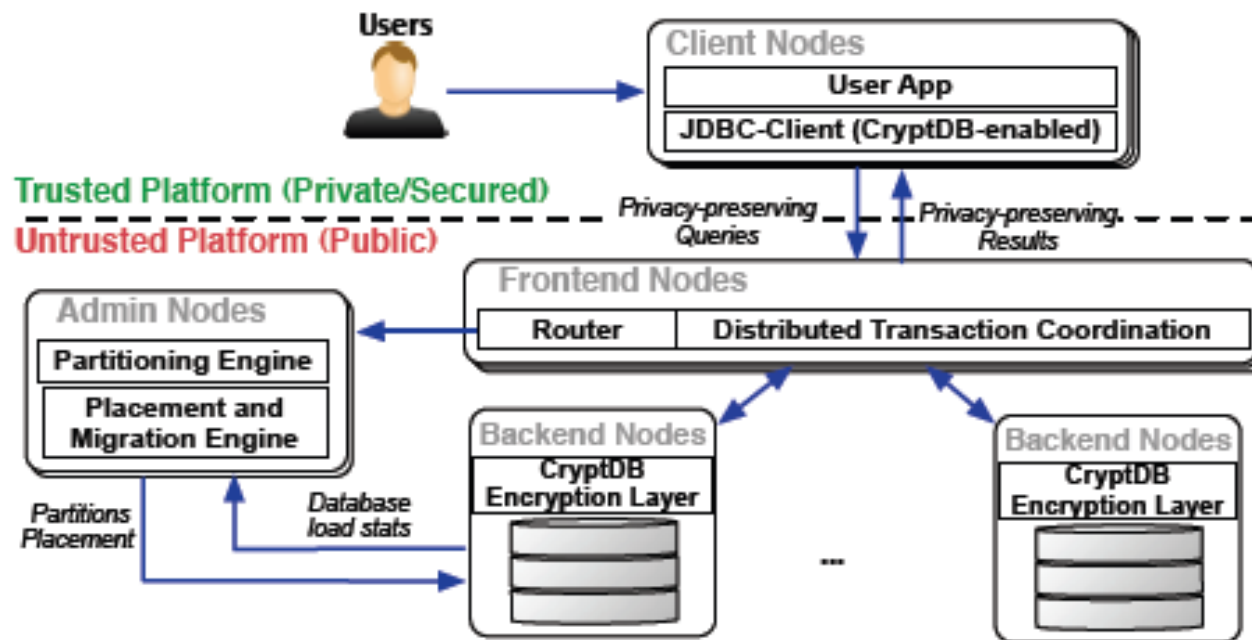 Users
Client Nodes
User App
JDBC-Client (CryptDB-enabled)
Trusted Platform (Private/Secured)
Untrusted Platform (Public)
Privacy-preserving
Queries
Privacy-preserving
Results
Frontend Nodes
Router
Distributed Transaction Coordination
Admin Nodes
Partitioning Engine
Placement and
Migration Engine
Partitions
Placement
Database
load stats
Backend Nodes
CryptDB
Encryption Layer
...
Backend Nodes
CryptDB
Encryption Layer